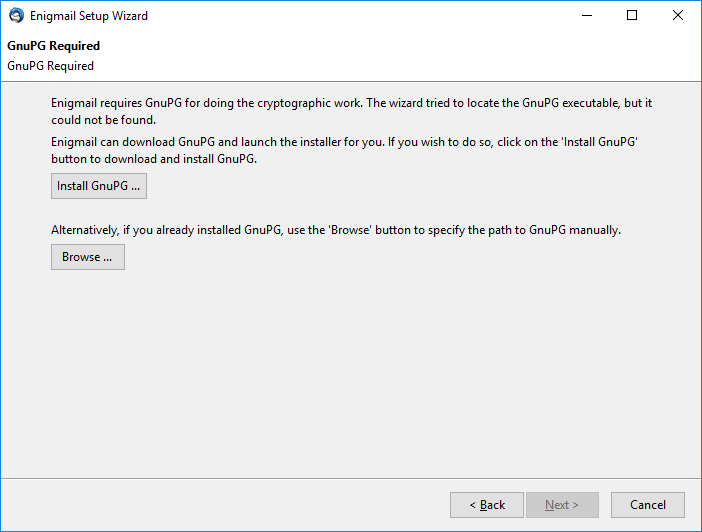 Enigmail Setup Wizard
GnuPG Required
GnuPG Required
Enigmail requires GnuPG for doing the cryptographic work. The wizard tried to locate the GnuPG executable, but it
could not be found.
Enigmail can download GnuPG and launch the installer for you. If you wish to do so, click on the 'Install GnuPG'
button to download and install GnuPG.
Install GnuPG ...
Alternatively, if you already installed GnuPG, use the 'Browse' button to specify the path to GnuPG manually.
Browse ...
< Back Next > Cancel